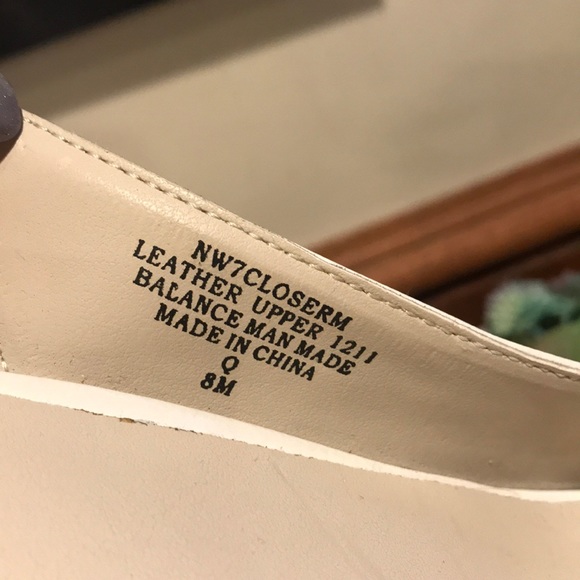 NW7CLOSERM
LEATHER UPPER 1211
BALANCE MAN MADE
MADE IN CHINA
Q
8M